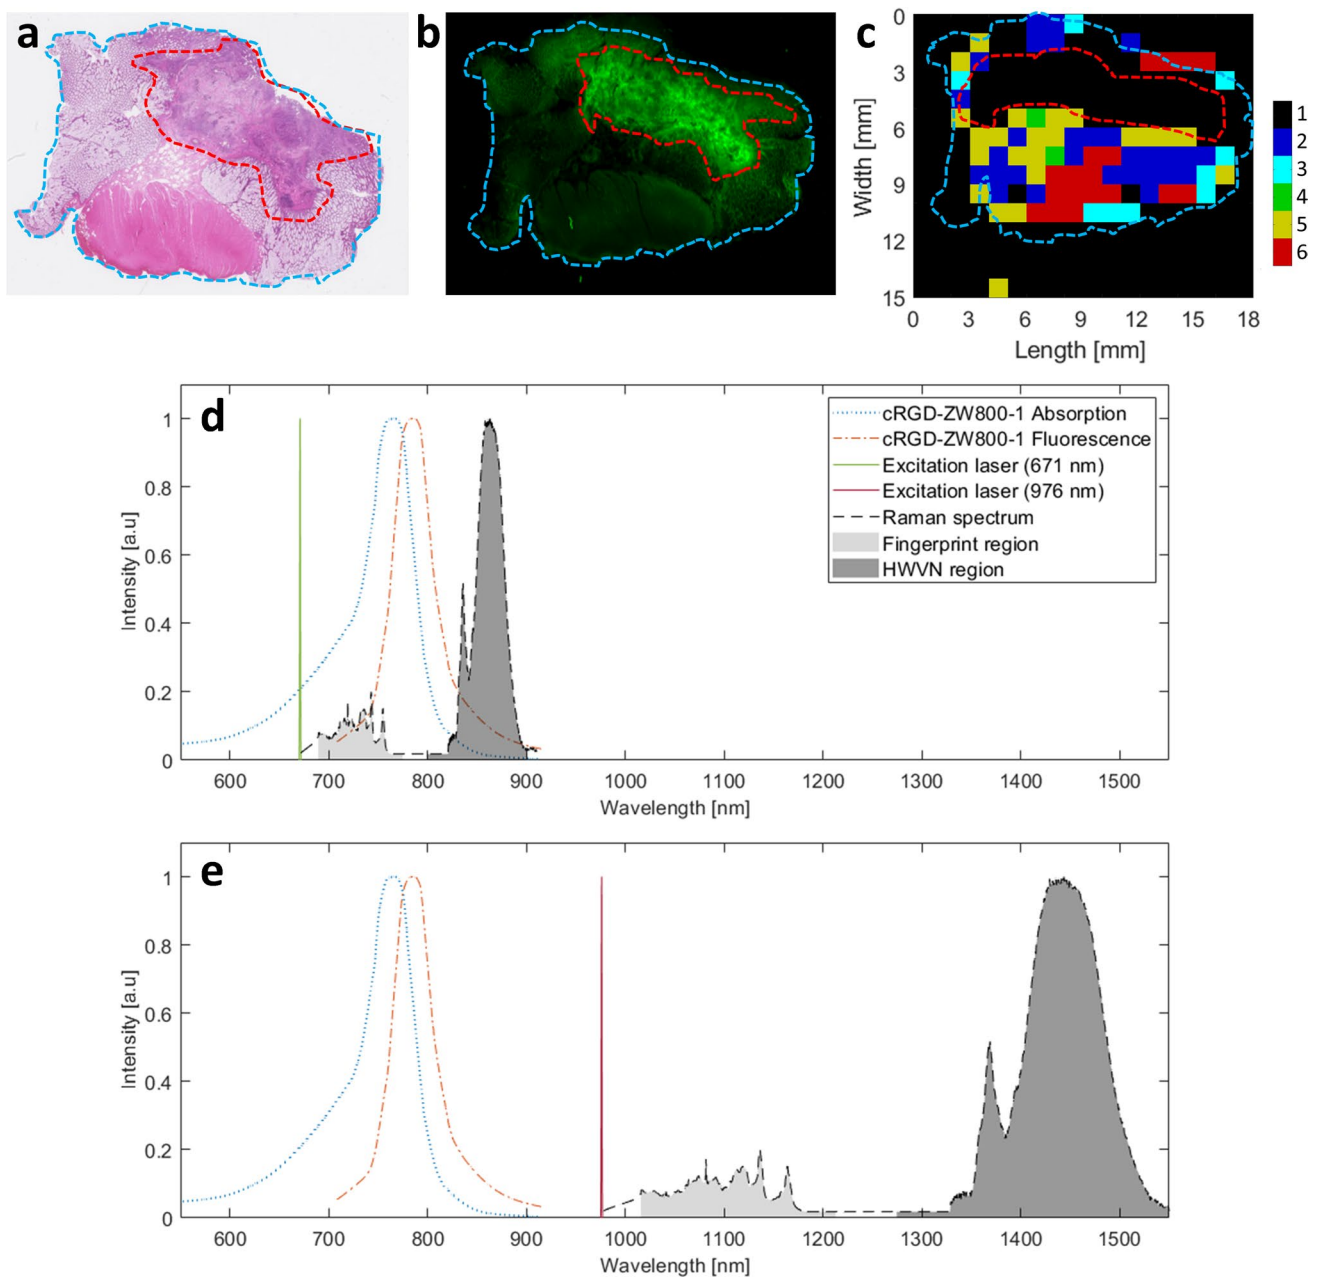 a
b
c
0
3
6
9
12
15
Width [mm]
0 3 6 9 12 15 18
Length [mm]
1
2
3
4
5
6
d
1
0.8
0.6
0.4
0.2
0
Intensity [a.u]
600 700 800 900 1000 1100 1200 1300 1400 1500
Wavelength [nm]
cRGD-ZW800-1 Absorption
cRGD-ZW800-1 Fluorescence
Excitation laser (671 nm)
Excitation laser (976 nm)
Raman spectrum
Fingerprint region
HWVN region
e
1
0.8
0.6
0.4
0.2
0
Intensity [a.u]
600 700 800 900 1000 1100 1200 1300 1400 1500
Wavelength [nm]